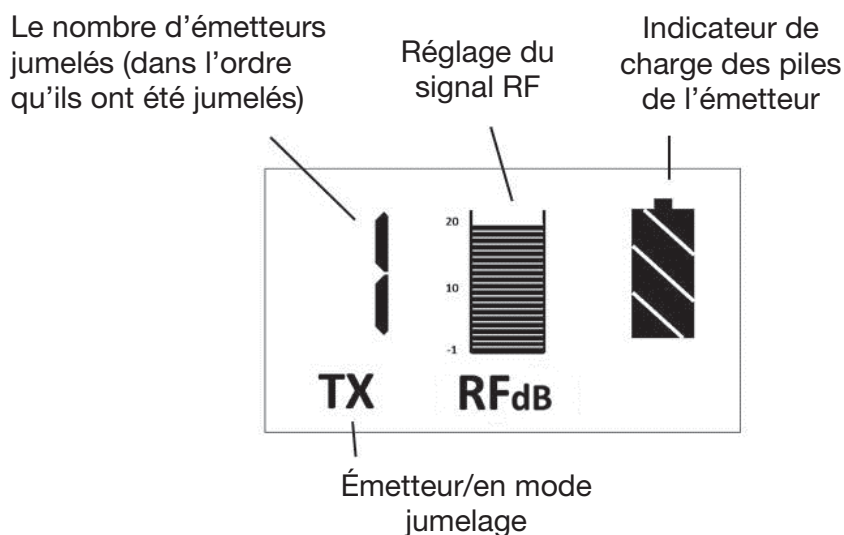 Le nombre d’émetteurs
jumelés (dans l’ordre
qu’ils ont été jumelés)
Réglage du
signal RF
Indicateur de
charge des piles
de l’émetteur
1
20
10
-1
TX
RFdB
Émetteur/en mode
jumelage